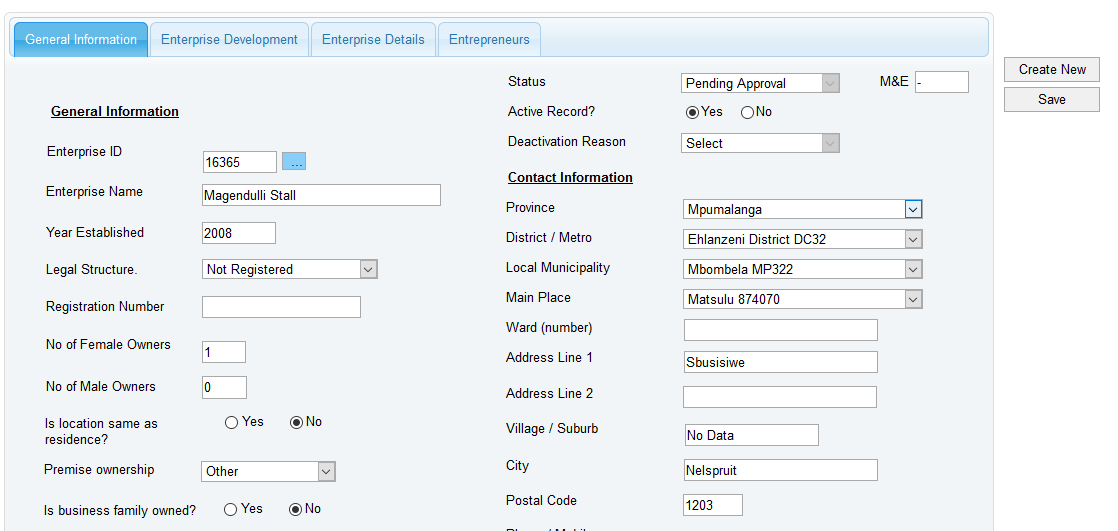 General Information Enterprise Development Enterprise Details Entrepreneurs
Create New
Save
General Information
Enterprise ID 16365 ...
Enterprise Name Magendulli Stall
Year Established 2008
Legal Structure. Not Registered
Registration Number
No of Female Owners 1
No of Male Owners 0
Is location same as
residence? Yes No
Premise ownership Other
Is business family owned? Yes No
Status Pending Approval M&E -
Active Record? Yes No
Deactivation Reason Select
Contact Information
Province Mpumalanga
District / Metro Ehlanzeni District DC32
Local Municipality Mbombela MP322
Main Place Matsulu 874070
Ward (number)
Address Line 1 Sbusisiwe
Address Line 2
Village / Suburb No Data
City Nelspruit
Postal Code 1203